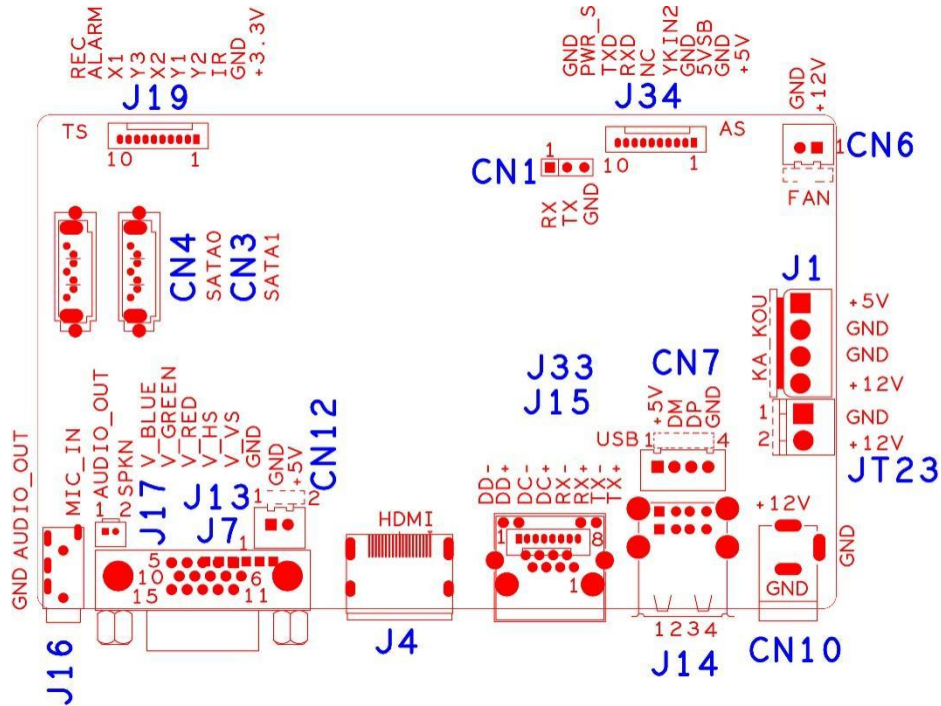 REC
ALARM
X1
Y3
X2
Y1
Y2
IR
GND
+3.3V
J19
TS
10 1
GND
PWR_S
TXD
RXD
NC
YKIN2
GND
5VSB
GND
+5V
J34
AS
10 1
GND
+12V
CN6
1
FAN
CN1
1
RX
TX
GND
CN4
SATA0
CN3
SATA1
J1
KA_KOU
+5V
GND
GND
+12V
1 GND
2 +12V
JT23
J33
J15
CN7
+5V
DM
DP
GND
USB 1 4
DD-
DD+
DC-
DC+
RX-
RX+
TX-
TX+
1 8
1
GND AUDIO_OUT
MIC_IN
AUDIO_OUT
SPKN
1 2
J17
V_BLUE
V_GREEN
V_RED
V_HS
V_VS
GND
J13
J7
1
GND
+5V
CN12
1 2
5
10 6
15 11
HDMI
+12V
GND
GND
1234
J16
J4
J14
CN10